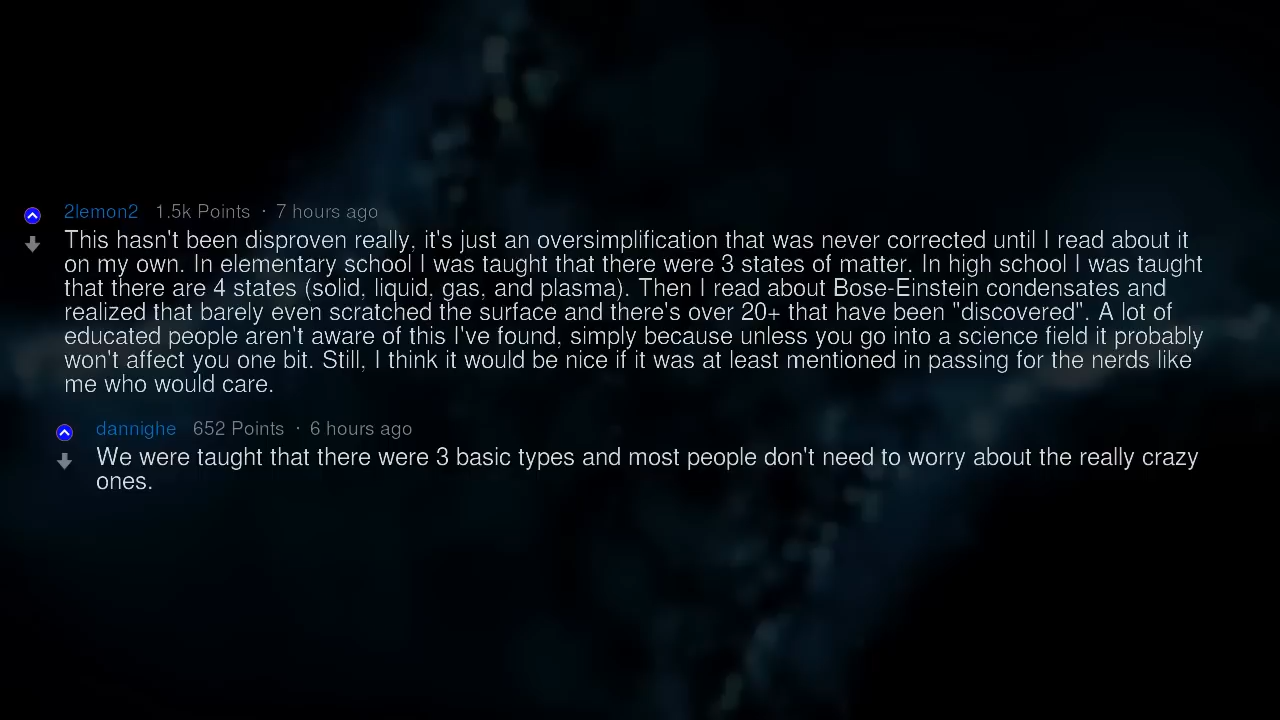 2lemon2 1.5k Points · 7 hours ago
This hasn't been disproven really, it's just an oversimplification that was never corrected until I read about it
on my own. In elementary school I was taught that there were 3 states of matter. In high school I was taught
that there are 4 states (solid, liquid, gas, and plasma). Then I read about Bose-Einstein condensates and
realized that barely even scratched the surface and there's over 20+ that have been "discovered". A lot of
educated people aren't aware of this I've found, simply because unless you go into a science field it probably
won't affect you one bit. Still, I think it would be nice if it was at least mentioned in passing for the nerds like
me who would care.
dannighe 652 Points · 6 hours ago
We were taught that there were 3 basic types and most people don't need to worry about the really crazy
ones.